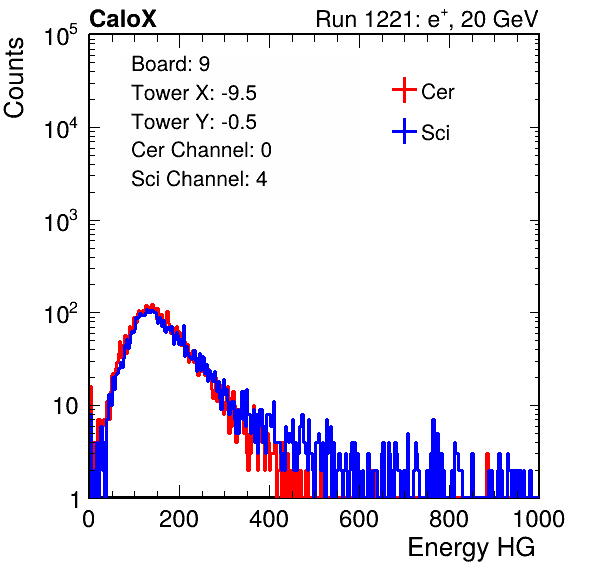 CaloX Run 1221: e⁺, 20 GeV
Counts
10⁵
10⁴
10³
10²
10
1
Board: 9
Tower X: -9.5
Tower Y: -0.5
Cer Channel: 0
Sci Channel: 4
Cer
Sci
0 200 400 600 800 1000
Energy HG